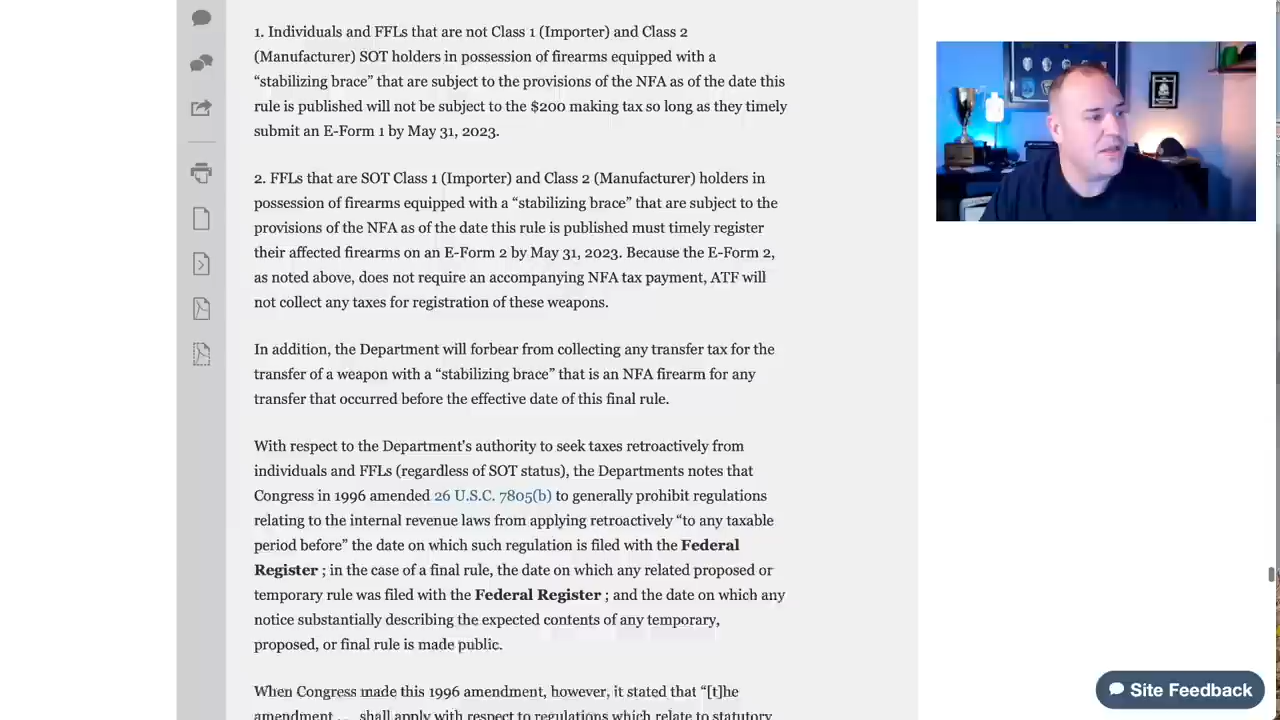 1. Individuals and FFLs that are not Class 1 (Importer) and Class 2
(Manufacturer) SOT holders in possession of firearms equipped with a
“stabilizing brace” that are subject to the provisions of the NFA as of the date this
rule is published will not be subject to the $200 making tax so long as they timely
submit an E-Form 1 by May 31, 2023.
2. FFLs that are SOT Class 1 (Importer) and Class 2 (Manufacturer) holders in
possession of firearms equipped with a “stabilizing brace” that are subject to the
provisions of the NFA as of the date this rule is published must timely register
their affected firearms on an E-Form 2 by May 31, 2023. Because the E-Form 2,
as noted above, does not require an accompanying NFA tax payment, ATF will
not collect any taxes for registration of these weapons.
In addition, the Department will forbear from collecting any transfer tax for the
transfer of a weapon with a “stabilizing brace” that is an NFA firearm for any
transfer that occurred before the effective date of this final rule.
With respect to the Department’s authority to seek taxes retroactively from
individuals and FFLs (regardless of SOT status), the Departments notes that
Congress in 1996 amended 26 U.S.C. 7805(b) to generally prohibit regulations
relating to the internal revenue laws from applying retroactively “to any taxable
period before” the date on which such regulation is filed with the Federal
Register ; in the case of a final rule, the date on which any related proposed or
temporary rule was filed with the Federal Register ; and the date on which any
notice substantially describing the expected contents of any temporary,
proposed, or final rule is made public.
When Congress made this 1996 amendment, however, it stated that “[t]he
amendment . . . shall apply with respect to regulations which relate to statutory
Site Feedback